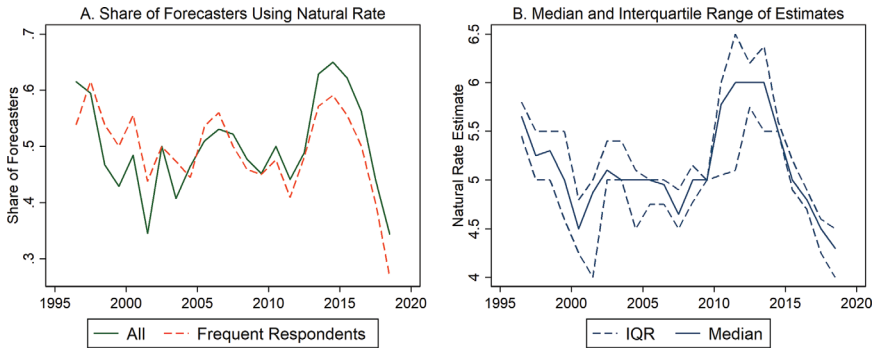 A. Share of Forecasters Using Natural Rate
Share of Forecasters
.7
.6
.5
.4
.3
1995 2000 2005 2010 2015 2020
All Frequent Respondents
B. Median and Interquartile Range of Estimates
Natural Rate Estimate
6.5
6
5.5
5
4.5
4
1995 2000 2005 2010 2015 2020
IQR Median